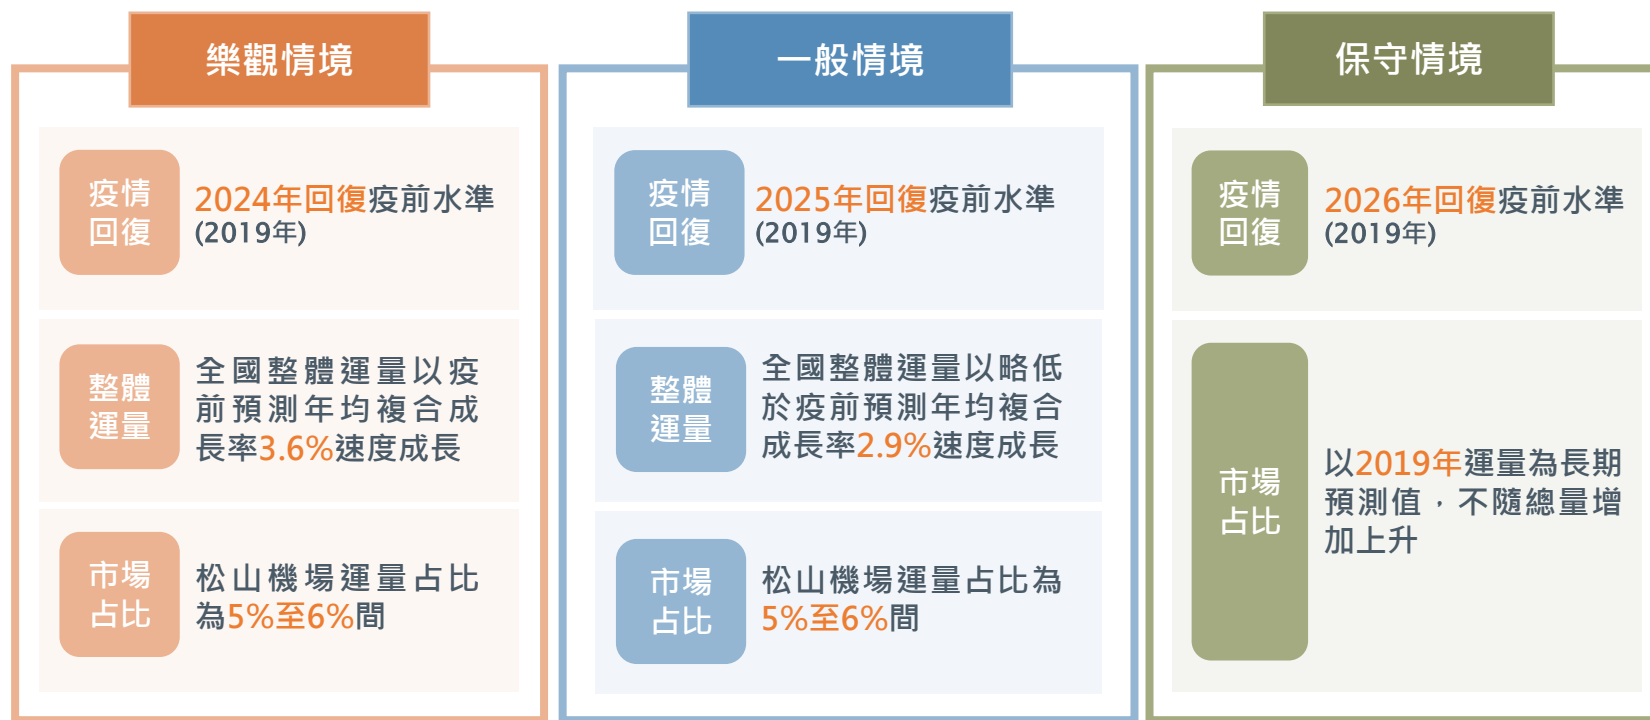 樂觀情境
疫情
回復
2024年回復疫前水準
(2019年)
整體
運量
全國整體運量以疫
前預測年均複合成
長率3.6%速度成長
市場
占比
松山機場運量占比
為5%至6%間
一般情境
疫情
回復
2025年回復疫前水準
(2019年)
整體
運量
全國整體運量以略低
於疫前預測年均複合
成長率2.9%速度成長
市場
占比
松山機場運量占比為
5%至6%間
保守情境
疫情
回復
2026年回復疫前水準
(2019年)
市場
占比
以2019年運量為長期
預測值，不隨總量增
加上升